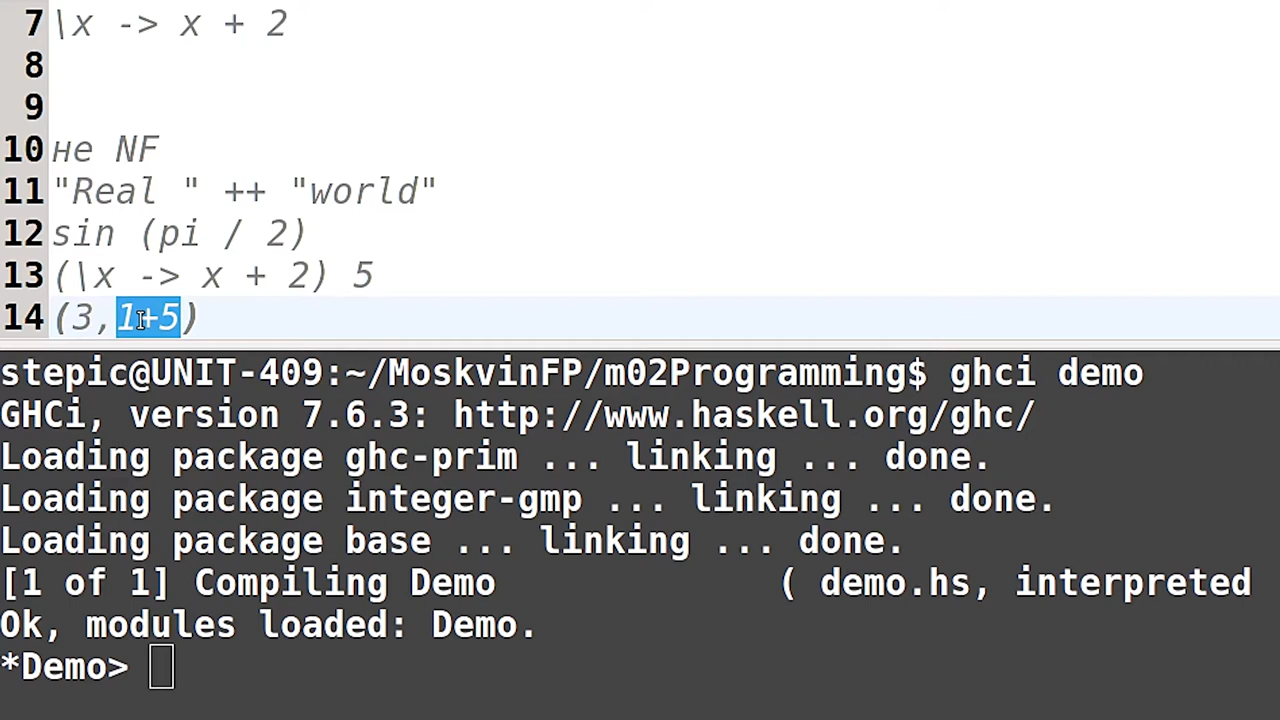 7 \x -> x + 2
8
9
10 не NF
11 "Real " ++ "world"
12 sin (pi / 2)
13 (\x -> x + 2) 5
14 (3,1+5)
stepic@UNIT-409:~/MoskvinFP/m02Programming$ ghci demo
GHCi, version 7.6.3: http://www.haskell.org/ghc/
Loading package ghc-prim ... linking ... done.
Loading package integer-gmp ... linking ... done.
Loading package base ... linking ... done.
[1 of 1] Compiling Demo             ( demo.hs, interpreted
Ok, modules loaded: Demo.
*Demo>